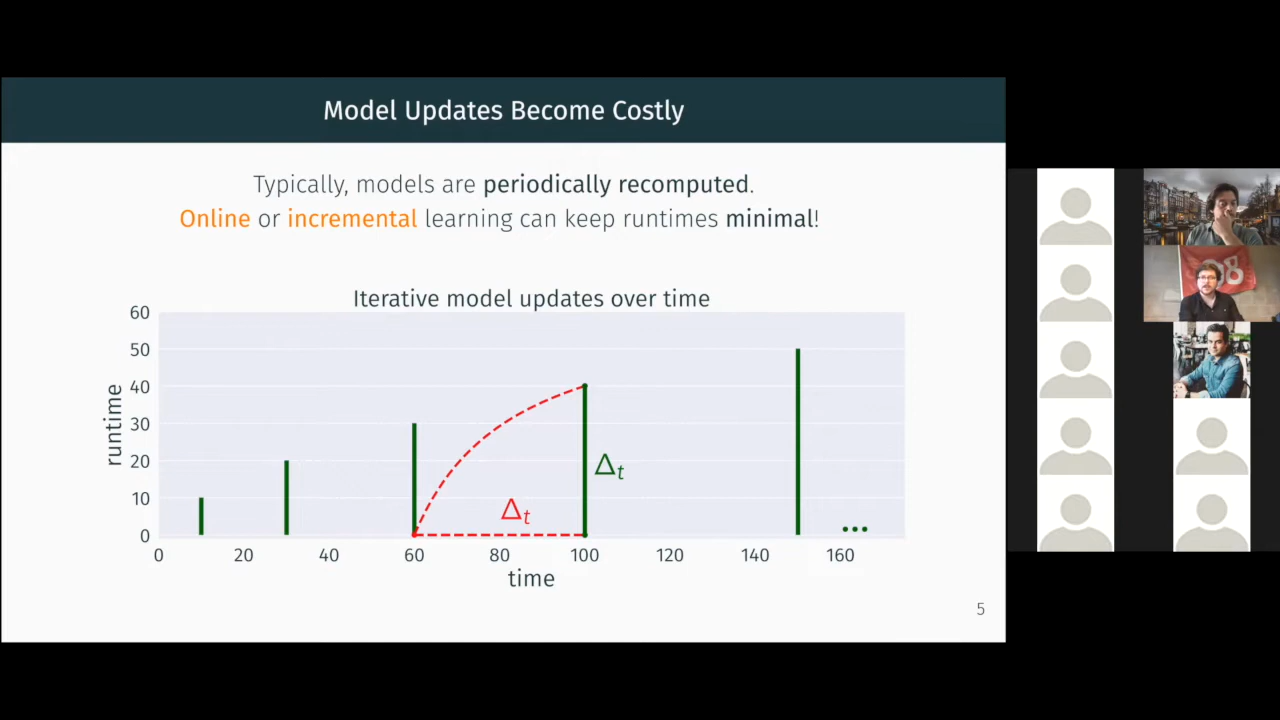 Model Updates Become Costly
Typically, models are periodically recomputed.
Online or incremental learning can keep runtimes minimal!
Iterative model updates over time
60
50
40
30
20
10
0
runtime
Δt
Δt
...
0 20 40 60 80 100 120 140 160
time
5